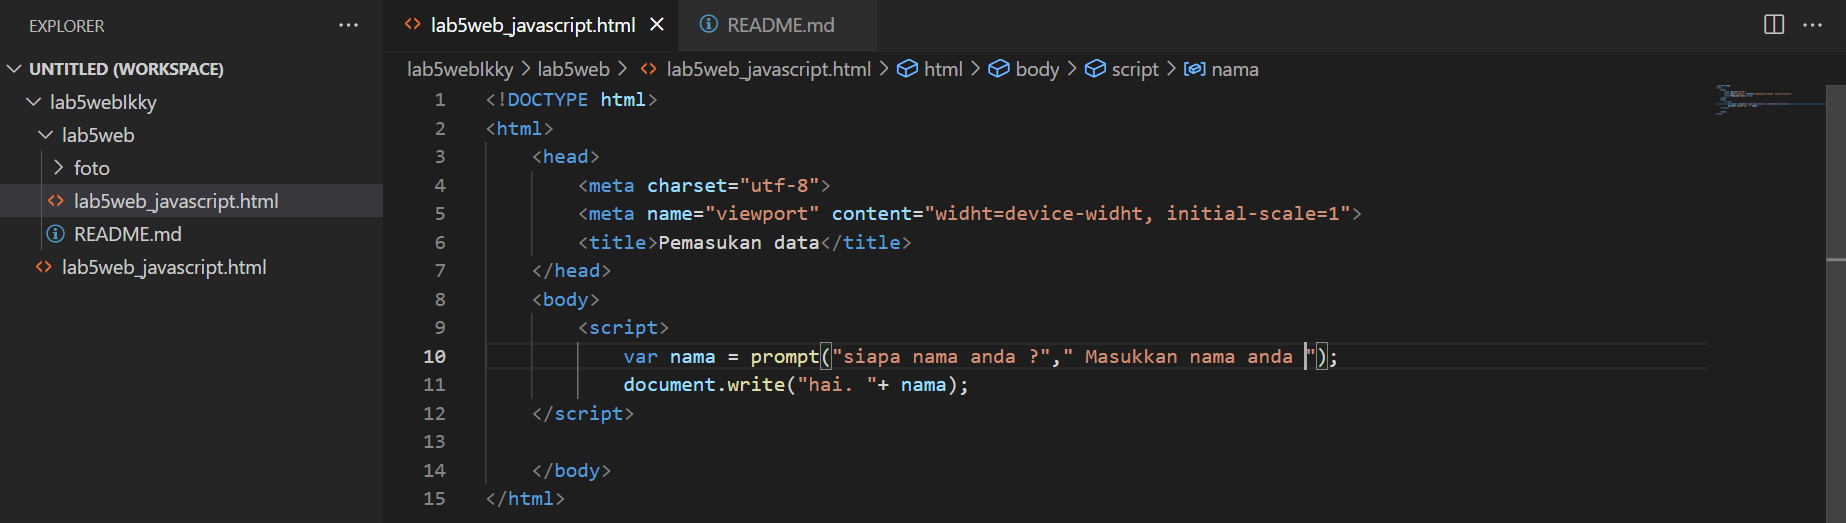 EXPLORER ···
UNTITLED (WORKSPACE)
lab5webIkky
lab5web
foto
lab5web_javascript.html
README.md
lab5web_javascript.html
lab5web_javascript.html README.md ···
lab5webIkky > lab5web > lab5web_javascript.html > html > body > script > nama
1 <!DOCTYPE html>
2 <html>
3 <head>
4 <meta charset="utf-8">
5 <meta name="viewport" content="widht=device-widht, initial-scale=1">
6 <title>Pemasukan data</title>
7 </head>
8 <body>
9 <script>
10 var nama = prompt("siapa nama anda ?"," Masukkan nama anda ");
11 document.write("hai. "+ nama);
12 </script>
13
14 </body>
15 </html>